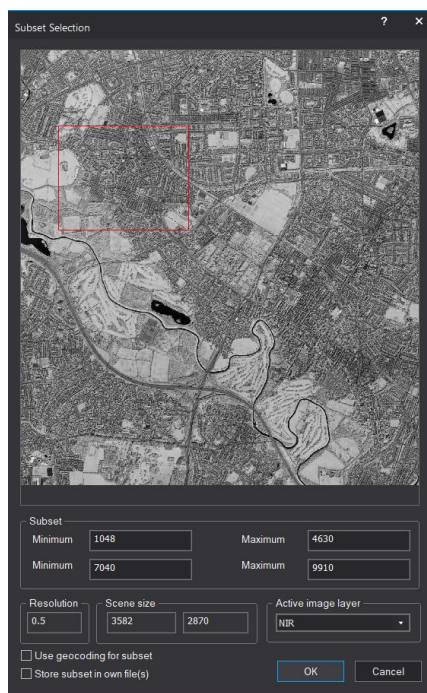 Subset Selection ? ×
Subset
Minimum 1048 Maximum 4630
Minimum 7040 Maximum 9910
Resolution Scene size Active image layer
0.5 3582 2870 NIR
Use geocoding for subset
Store subset in own file(s)
OK Cancel